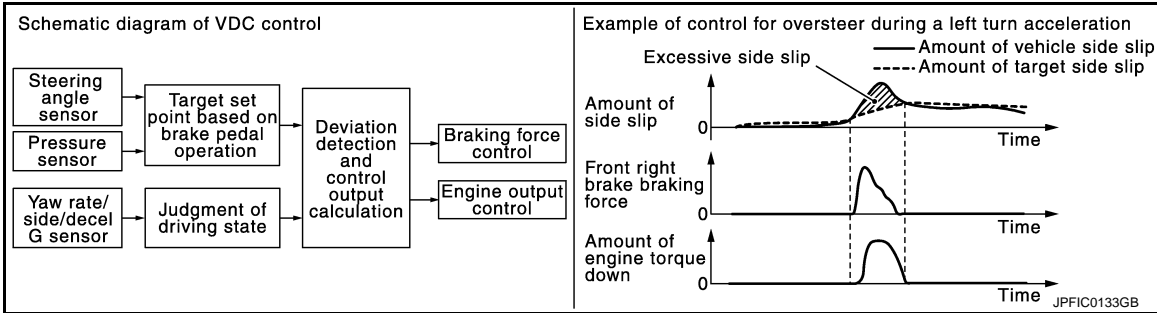 Schematic diagram of VDC control
Steering
angle
sensor
Pressure
sensor
Yaw rate/
side/decel
G sensor
Target set
point based on
brake pedal
operation
Judgment of
driving state
Deviation
detection
and
control
output
calculation
Braking force
control
Engine output
control
Example of control for oversteer during a left turn acceleration
Excessive side slip
Amount of vehicle side slip
Amount of target side slip
Amount of
side slip
0
Time
Front right
brake braking
force
0
Time
Amount of
engine torque
down
0
Time
JPFIC0133GB